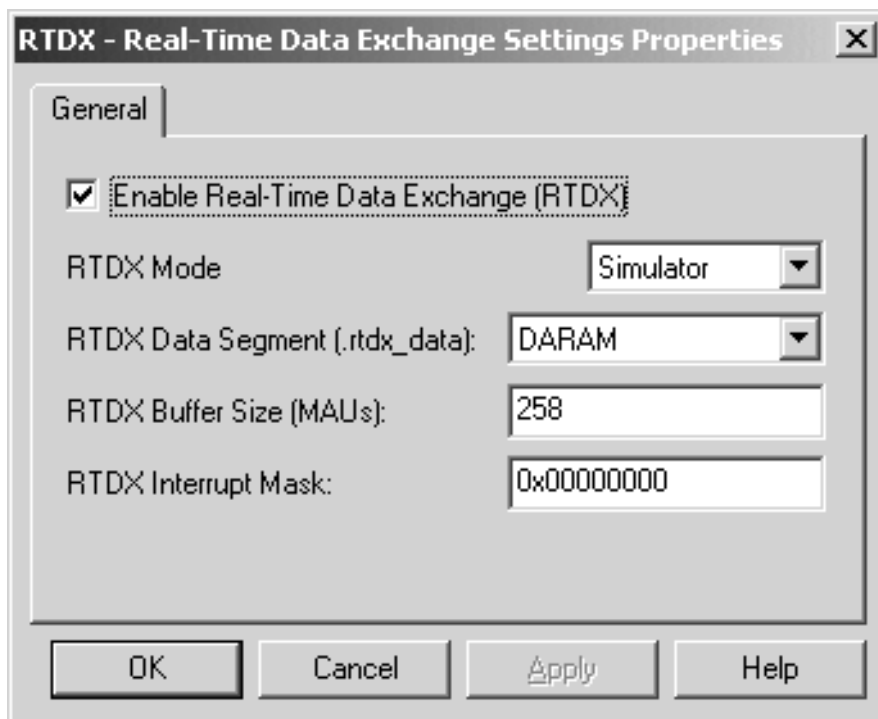 RTDX - Real-Time Data Exchange Settings Properties
General
Enable Real-Time Data Exchange (RTDX)
RTDX Mode Simulator
RTDX Data Segment (.rtdx_data): DARAM
RTDX Buffer Size (MAUs): 258
RTDX Interrupt Mask: 0x00000000
OK Cancel Apply Help